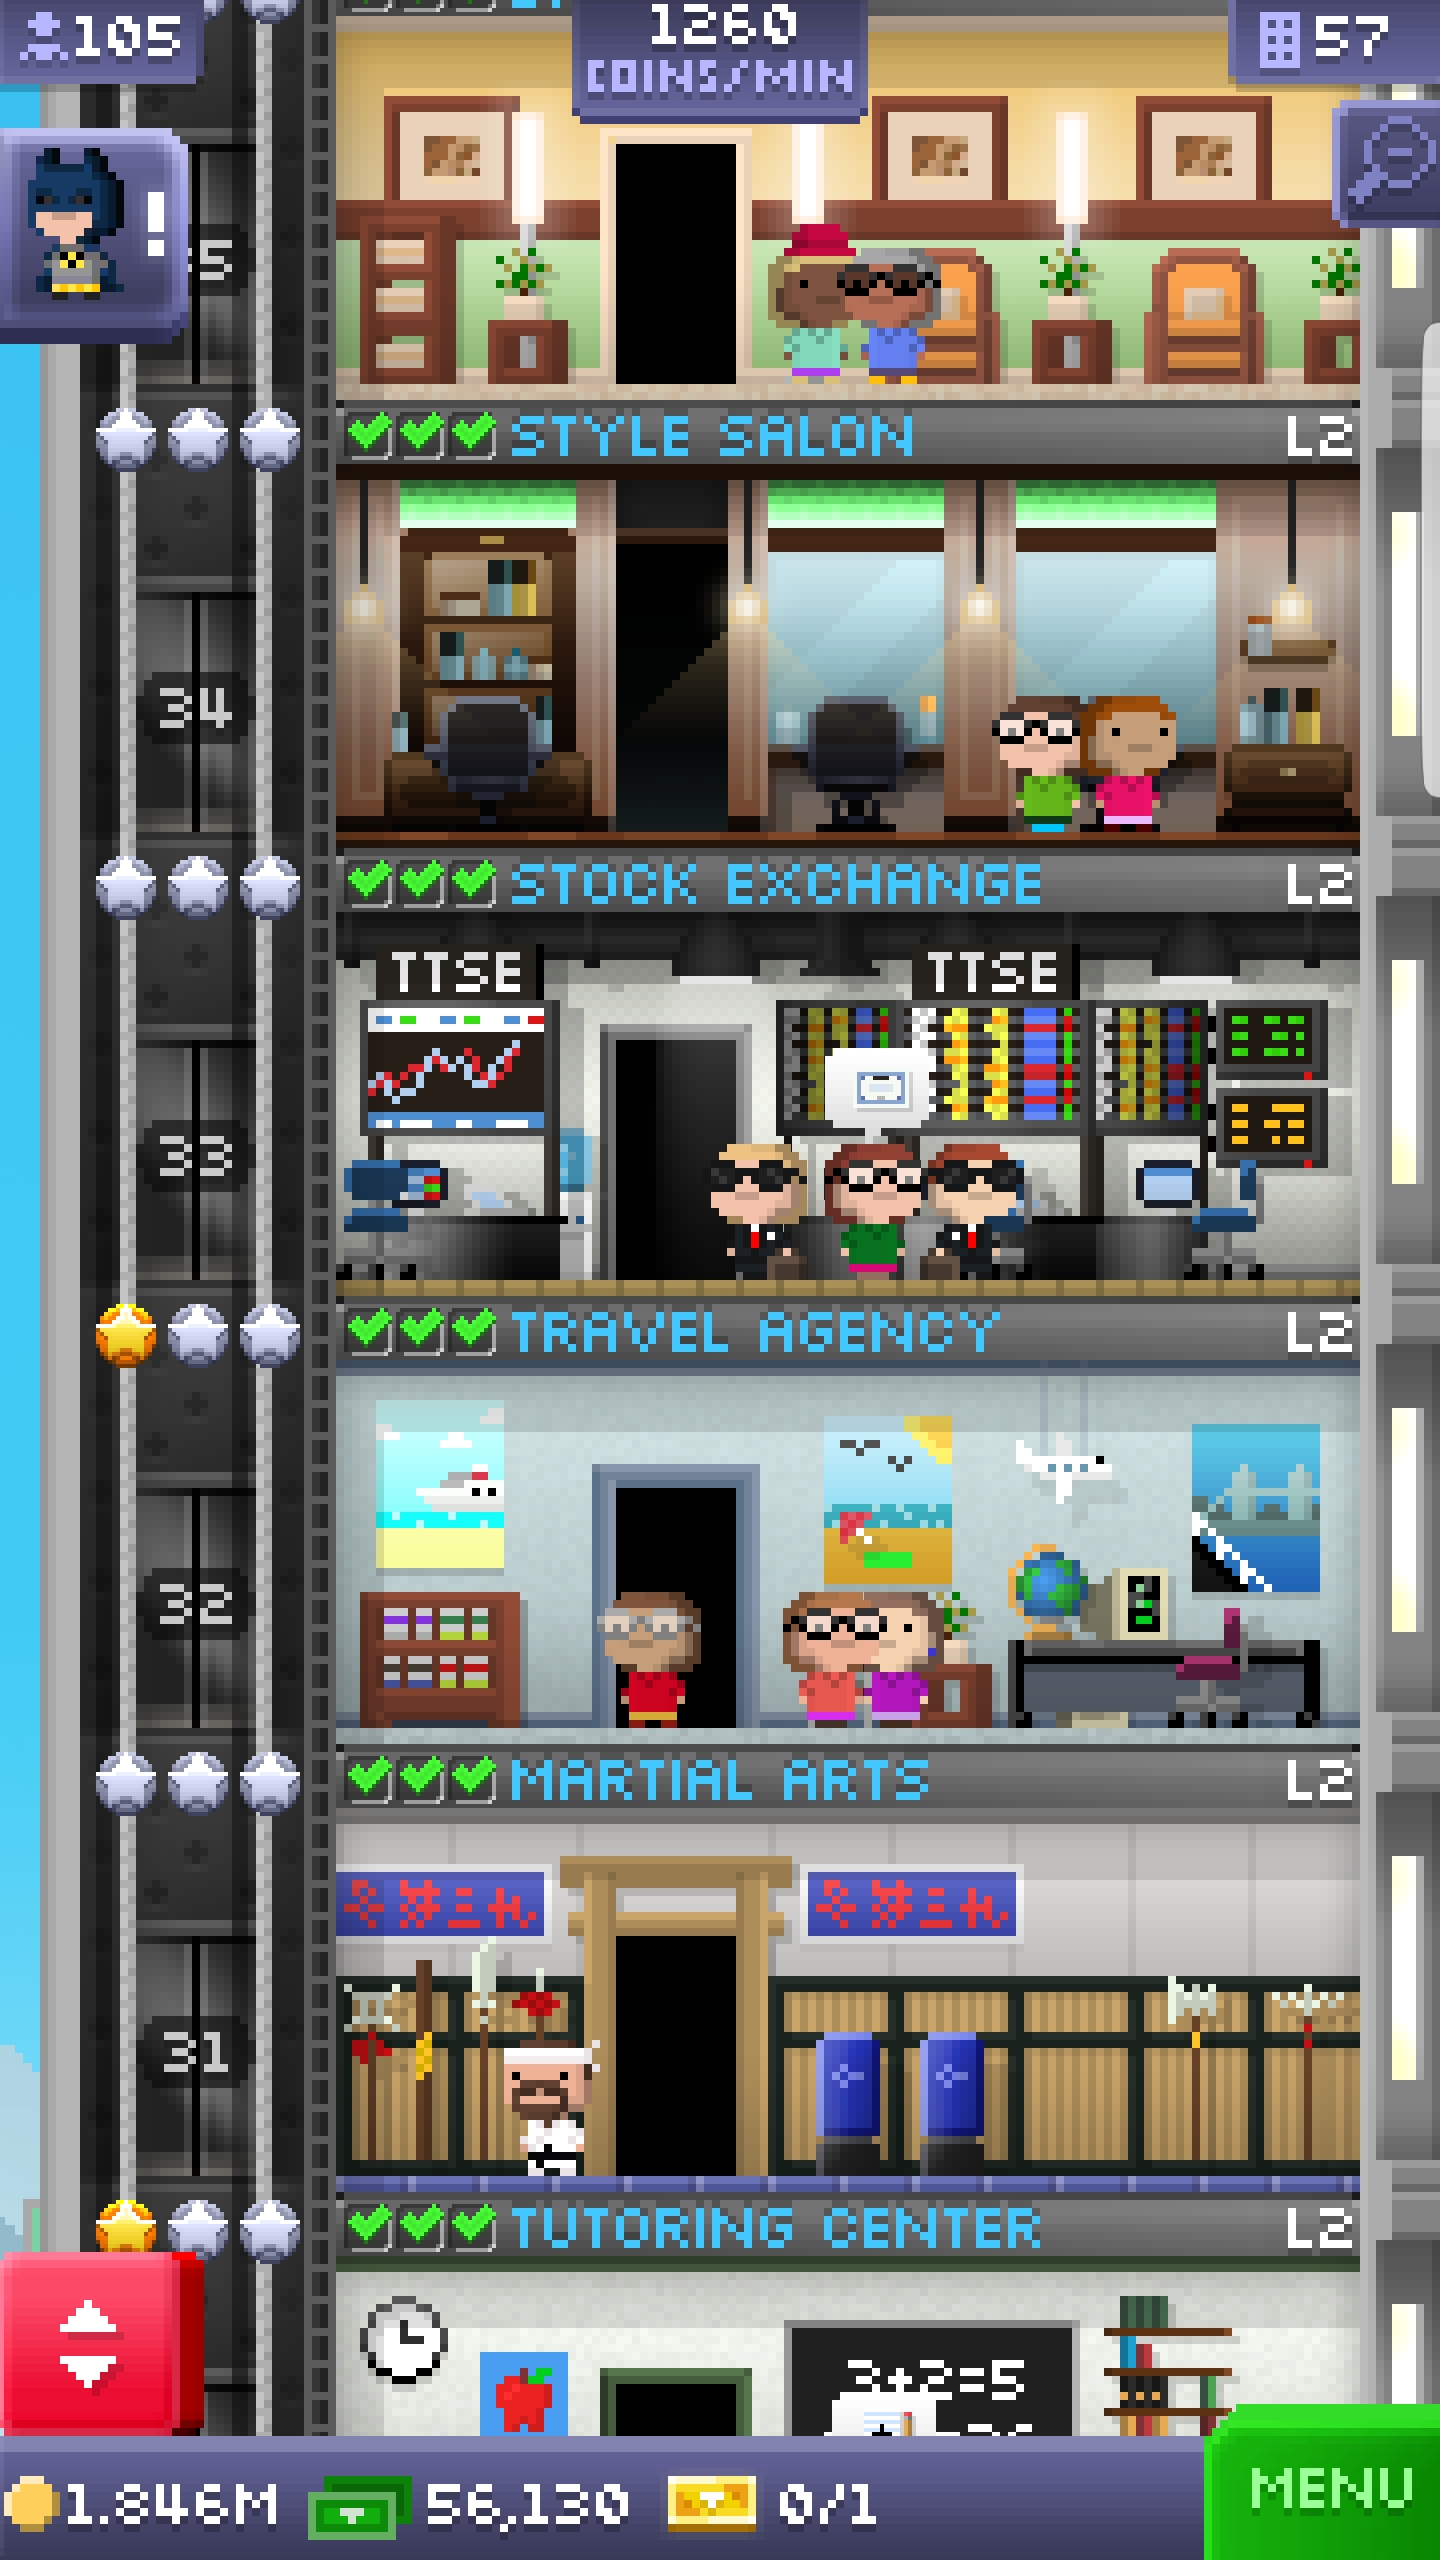 105
1260
COINS/MIN
57
!
STYLE SALON
L2
34
STOCK EXCHANGE
L2
TTSE
TTSE
33
TRAVEL AGENCY
L2
32
MARTIAL ARTS
L2
31
TUTORING CENTER
L2
3+2=5
1.846M
56,130
0/1
MENU